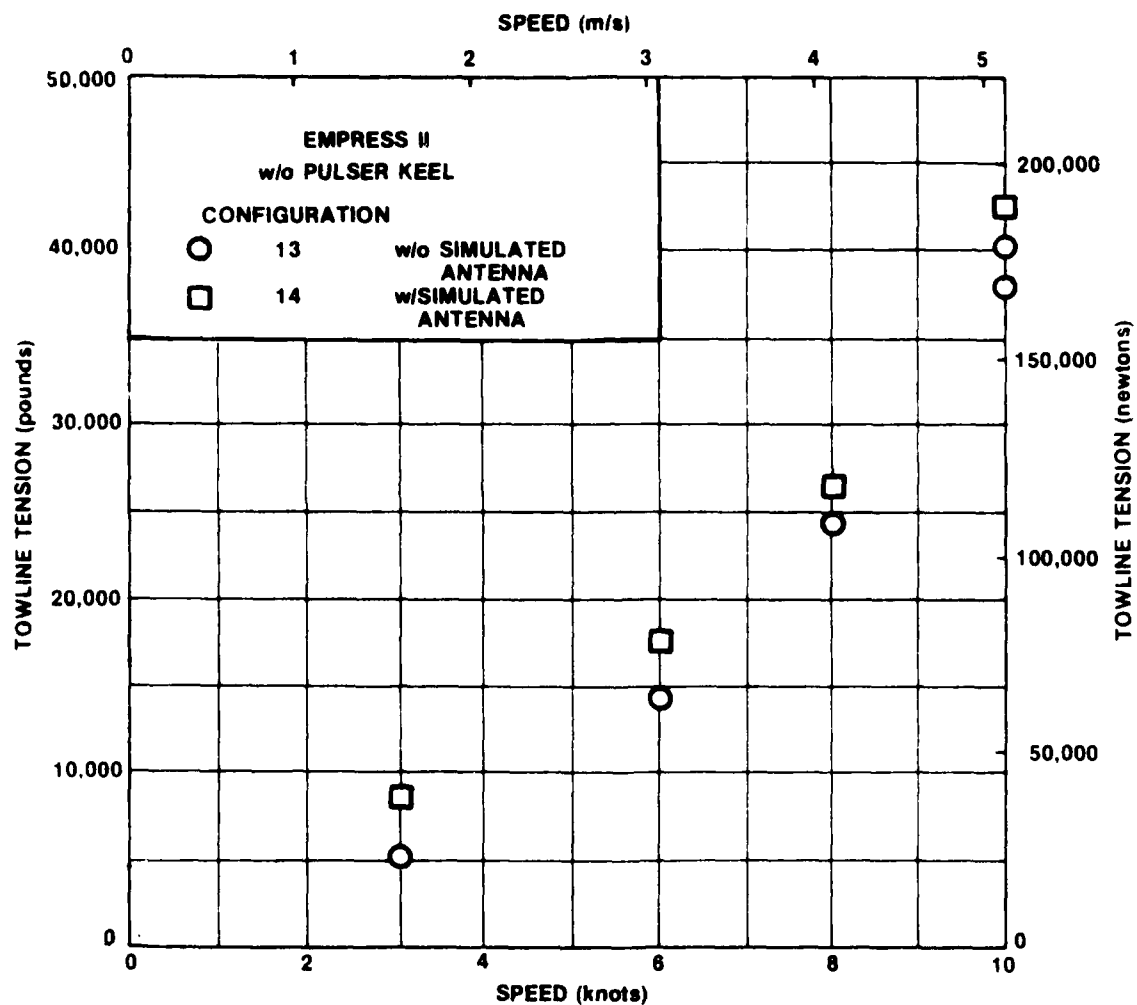 SPEED (m/s)
0 1 2 3 4 5
50,000
EMPRESS II
w/o PULSER KEEL
CONFIGURATION
13 w/o SIMULATED
ANTENNA
14 w/SIMULATED
ANTENNA
40,000
30,000
20,000
10,000
0
TOWLINE TENSION (pounds)
200,000
150,000
100,000
50,000
0
TOWLINE TENSION (newtons)
0 2 4 6 8 10
SPEED (knots)